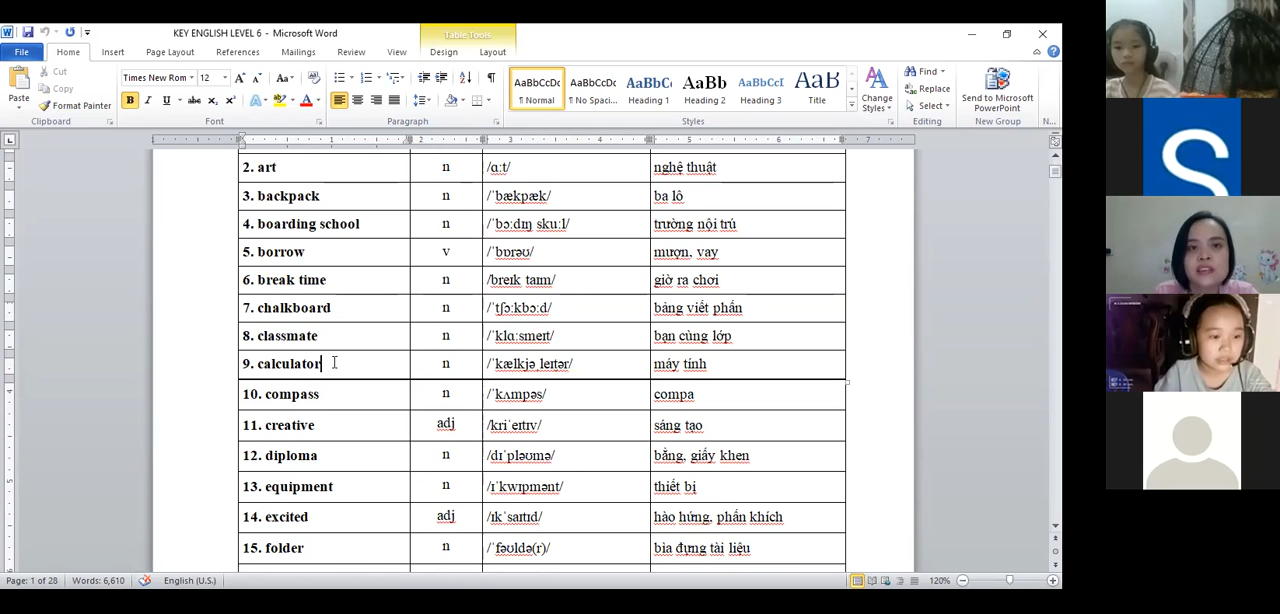 KEY ENGLISH LEVEL 6 - Microsoft Word
Table Tools
File Home Insert Page Layout References Mailings Review View Design Layout
Paste
Cut
Copy
Format Painter
Clipboard
Times New Rom 12
Font
Paragraph
AaBbCcDc AaBbCcDc AaBbC AaBb AaBbCcI AaB
¶ Normal ¶ No Spaci... Heading 1 Heading 2 Heading 3 Title
Change Styles
Styles
Find
Replace
Select
Editing
Send to Microsoft PowerPoint
New Group
N...
2. art n /ɑːt/ nghệ thuật
3. backpack n /ˈbækpæk/ ba lô
4. boarding school n /ˈbɔːdɪŋ skuːl/ trường nội trú
5. borrow v /ˈbɒrəʊ/ mượn, vay
6. break time n /breɪk taɪm/ giờ ra chơi
7. chalkboard n /ˈtʃɔːkbɔːd/ bảng viết phấn
8. classmate n /ˈklɑːsmeɪt/ bạn cùng lớp
9. calculator n /ˈkælkjəˌleɪtər/ máy tính
10. compass n /ˈkʌmpəs/ compa
11. creative adj /kriˈeɪtɪv/ sáng tạo
12. diploma n /dɪˈpləʊmə/ bằng, giấy khen
13. equipment n /ɪˈkwɪpmənt/ thiết bị
14. excited adj /ɪkˈsaɪtɪd/ hào hứng, phấn khích
15. folder n /ˈfəʊldə(r)/ bìa đựng tài liệu
Page: 1 of 28 Words: 6,610 English (U.S.) 120%
S